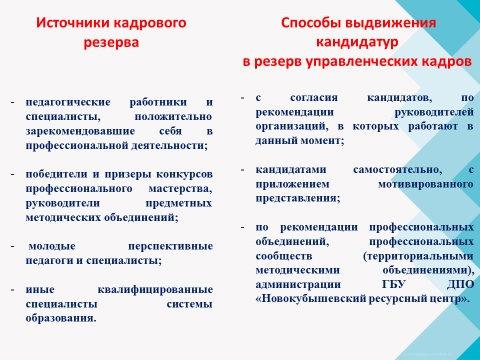 Источники кадрового
резерва
- педагогические работники и
специалисты, положительно
зарекомендовавшие себя в
профессиональной деятельности;
- победители и призеры конкурсов
профессионального мастерства,
руководители предметных
методических объединений;
- молодые перспективные
педагоги и специалисты;
- иные квалифицированные
специалисты системы
образования.
Способы выдвижения
кандидатур
в резерв управленческих кадров
- с согласия кандидатов, по
рекомендации руководителей
организаций, в которых работают в
данный момент;
- кандидатами самостоятельно, с
приложением мотивированного
представления;
- по рекомендации профессиональных
объединений, профессиональных
сообществ (территориальными
методическими объединениями),
администрации ГБУ ДПО
«Новокубышевский ресурсный центр».